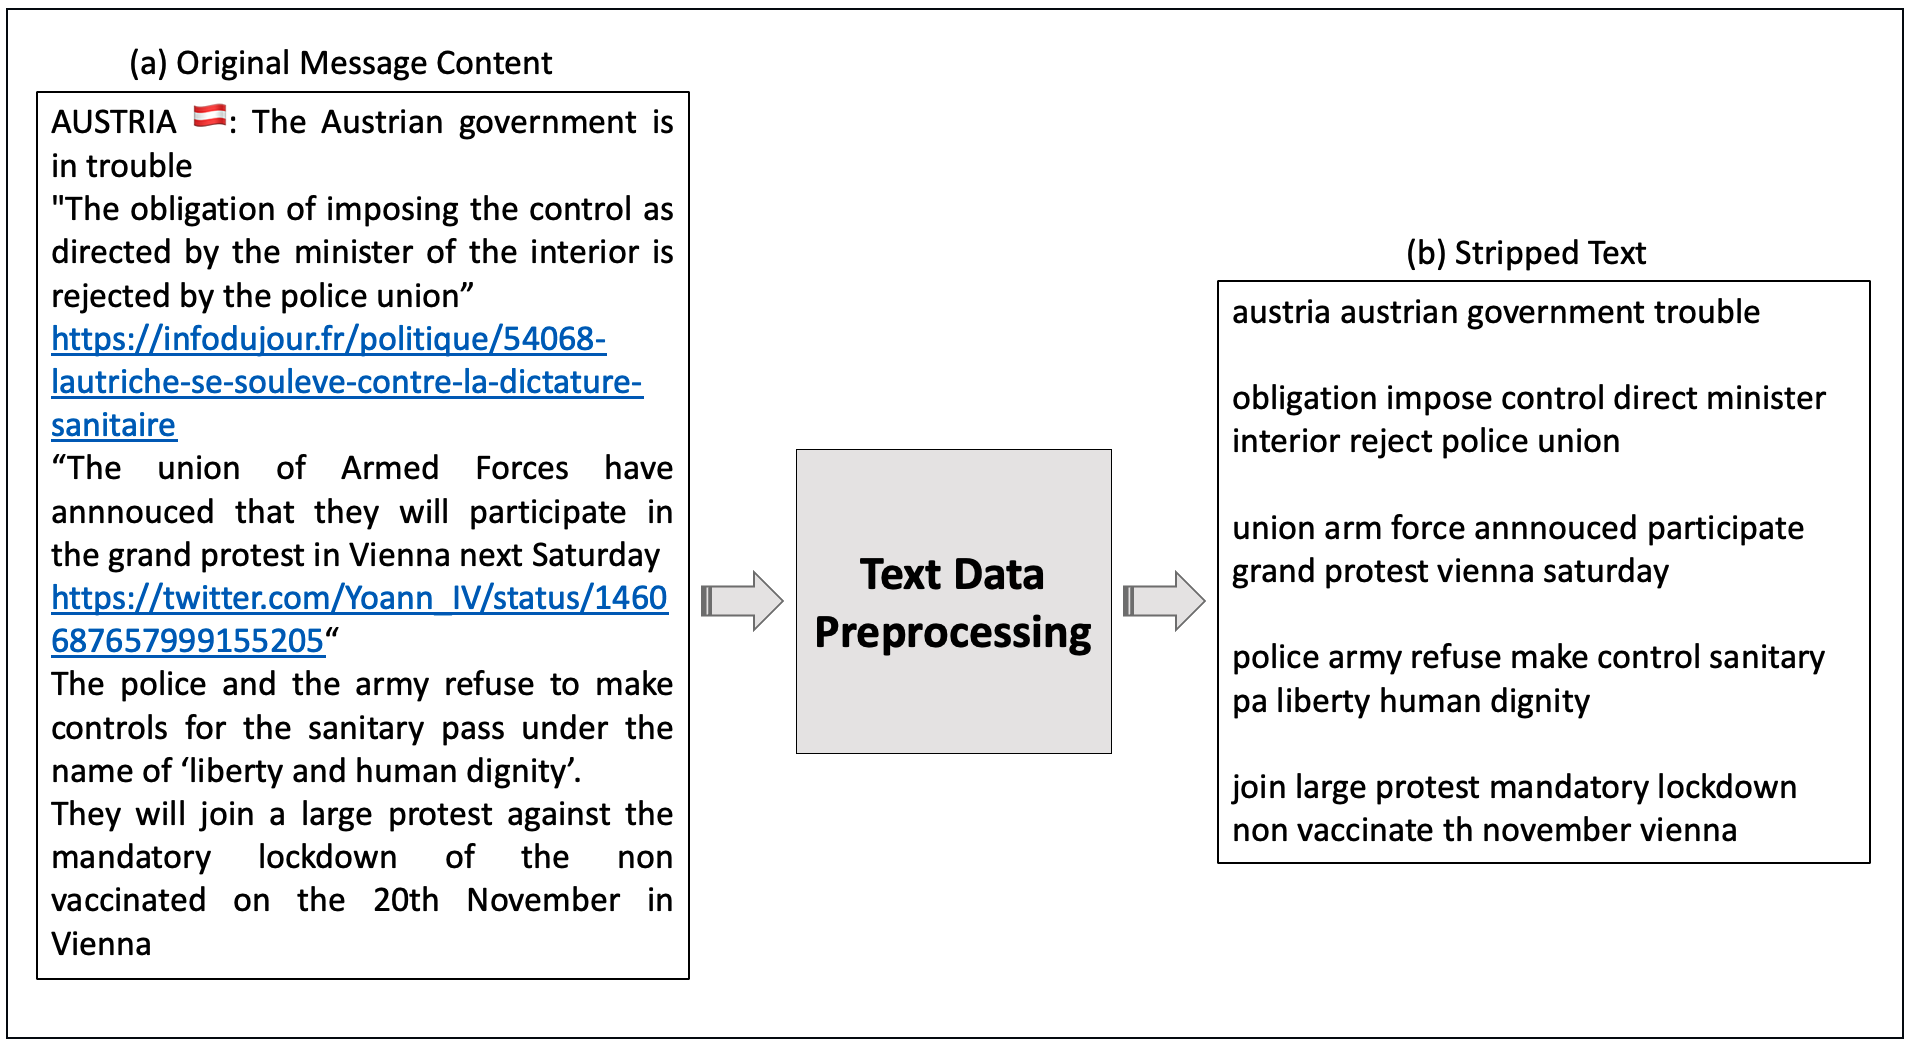 (a) Original Message Content
AUSTRIA 🇦🇹: The Austrian government is
in trouble
"The obligation of imposing the control as
directed by the minister of the interior is
rejected by the police union”
https://infodujour.fr/politique/54068-
lautriche-se-souleve-contre-la-dictature-
sanitaire
“The union of Armed Forces have
annnouced that they will participate in
the grand protest in Vienna next Saturday
https://twitter.com/Yoann_IV/status/1460
687657999155205“
The police and the army refuse to make
controls for the sanitary pass under the
name of ‘liberty and human dignity’.
They will join a large protest against the
mandatory lockdown of the non
vaccinated on the 20th November in
Vienna
Text Data
Preprocessing
(b) Stripped Text
austria austrian government trouble
obligation impose control direct minister
interior reject police union
union arm force annnouced participate
grand protest vienna saturday
police army refuse make control sanitary
pa liberty human dignity
join large protest mandatory lockdown
non vaccinate th november vienna